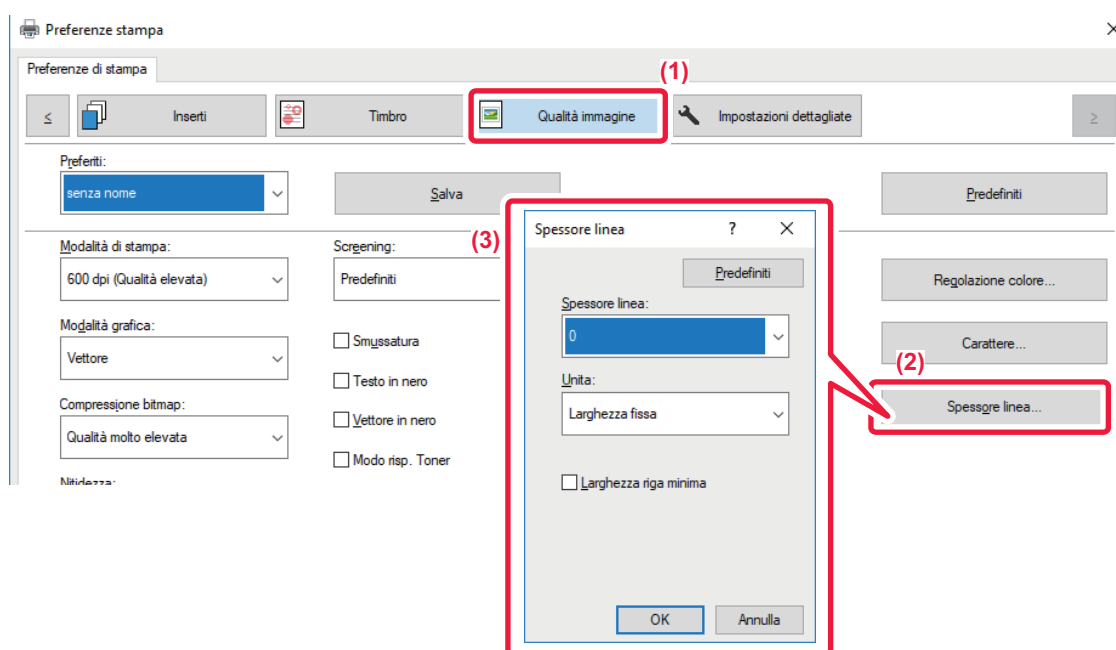 Preferenze stampa
Preferenze di stampa
(1)
<
Inserti
Timbro
Qualità immagine
Impostazioni dettagliate
>
Preferiti:
senza nome
Salva
Predefiniti
Modalità di stampa:
600 dpi (Qualità elevata)
Screening:
Predefiniti
Modalità grafica:
Vettore
Smussatura
Testo in nero
Compressione bitmap:
Qualità molto elevata
Vettore in nero
Modo risp. Toner
Nitidezza:
(3)
Spessore linea
?
Predefiniti
Spessore linea:
0
Unita:
Larghezza fissa
Larghezza riga minima
OK
Annulla
Regolazione colore...
Carattere...
(2)
Spessore linea...